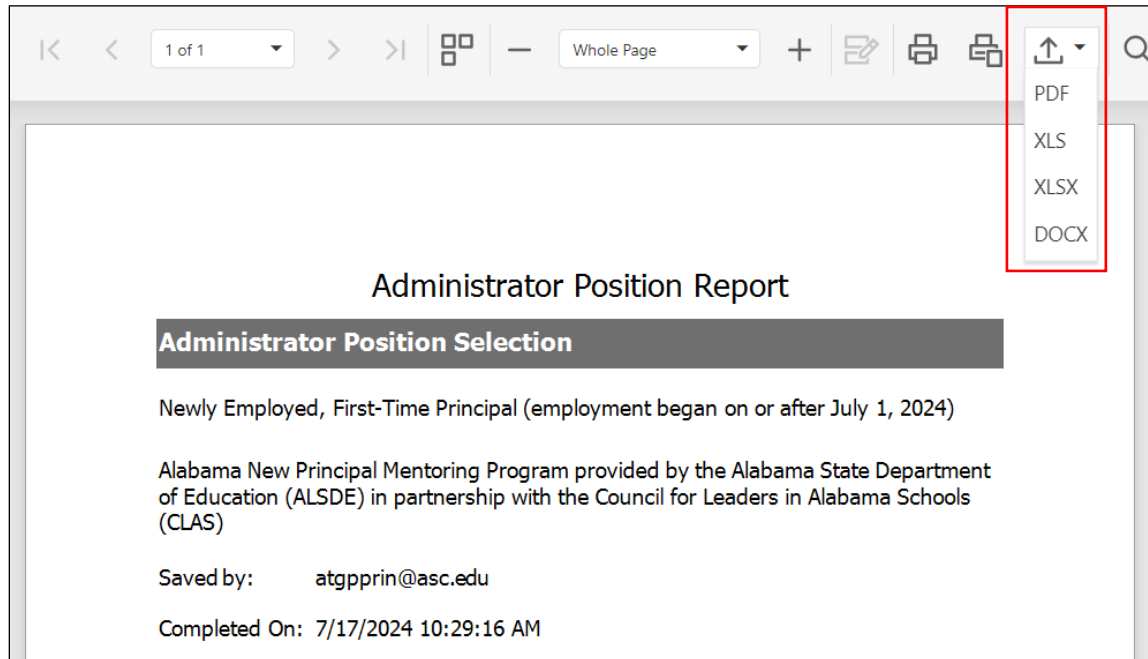 1 of 1
Whole Page
PDF
XLS
XLSX
DOCX
Administrator Position Report
Administrator Position Selection
Newly Employed, First-Time Principal (employment began on or after July 1, 2024)
Alabama New Principal Mentoring Program provided by the Alabama State Department
of Education (ALSDE) in partnership with the Council for Leaders in Alabama Schools
(CLAS)
Saved by: atgpprin@asc.edu
Completed On: 7/17/2024 10:29:16 AM